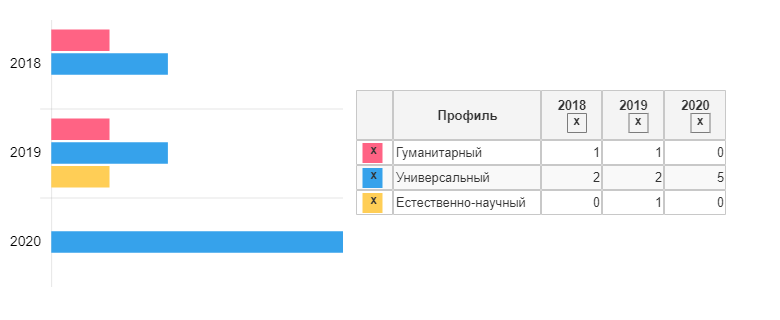 2018
2019
2020
Профиль 2018 2019 2020
x x x
x Гуманитарный 1 1 0
x Универсальный 2 2 5
x Естественно-научный 0 1 0